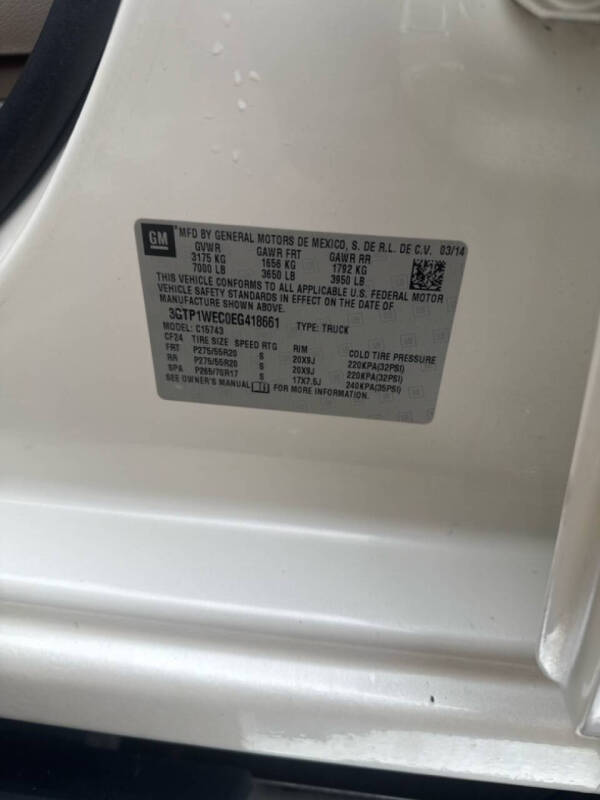 GM MFD BY GENERAL MOTORS DE MEXICO, S. DE R.L. DE C.V. 03/14
GVWR GAWR FRT GAWR RR
3175 KG 1656 KG 1792 KG
7000 LB 3650 LB 3950 LB
THIS VEHICLE CONFORMS TO ALL APPLICABLE U.S. FEDERAL MOTOR
VEHICLE SAFETY STANDARDS IN EFFECT ON THE DATE OF
MANUFACTURE SHOWN ABOVE.
3GTP1WEC0EG418661 TYPE: TRUCK
MODEL: C15743
CF24 TIRE SIZE SPEED RTG RIM COLD TIRE PRESSURE
FRT P275/55R20 S 20X9J 220KPA(32PSI)
RR P275/55R20 S 20X9J 220KPA(32PSI)
SPA P265/70R17 S 17X7.5J 240KPA(35PSI)
SEE OWNER'S MANUAL FOR MORE INFORMATION.